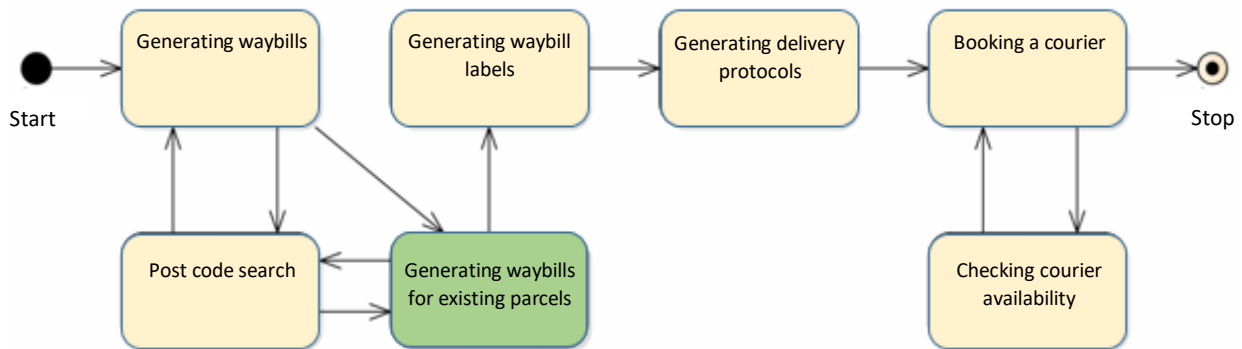 Generating waybills
Generating waybill
labels
Generating delivery
protocols
Booking a courier
Start
Stop
Post code search
Generating waybills
for existing parcels
Checking courier
availability